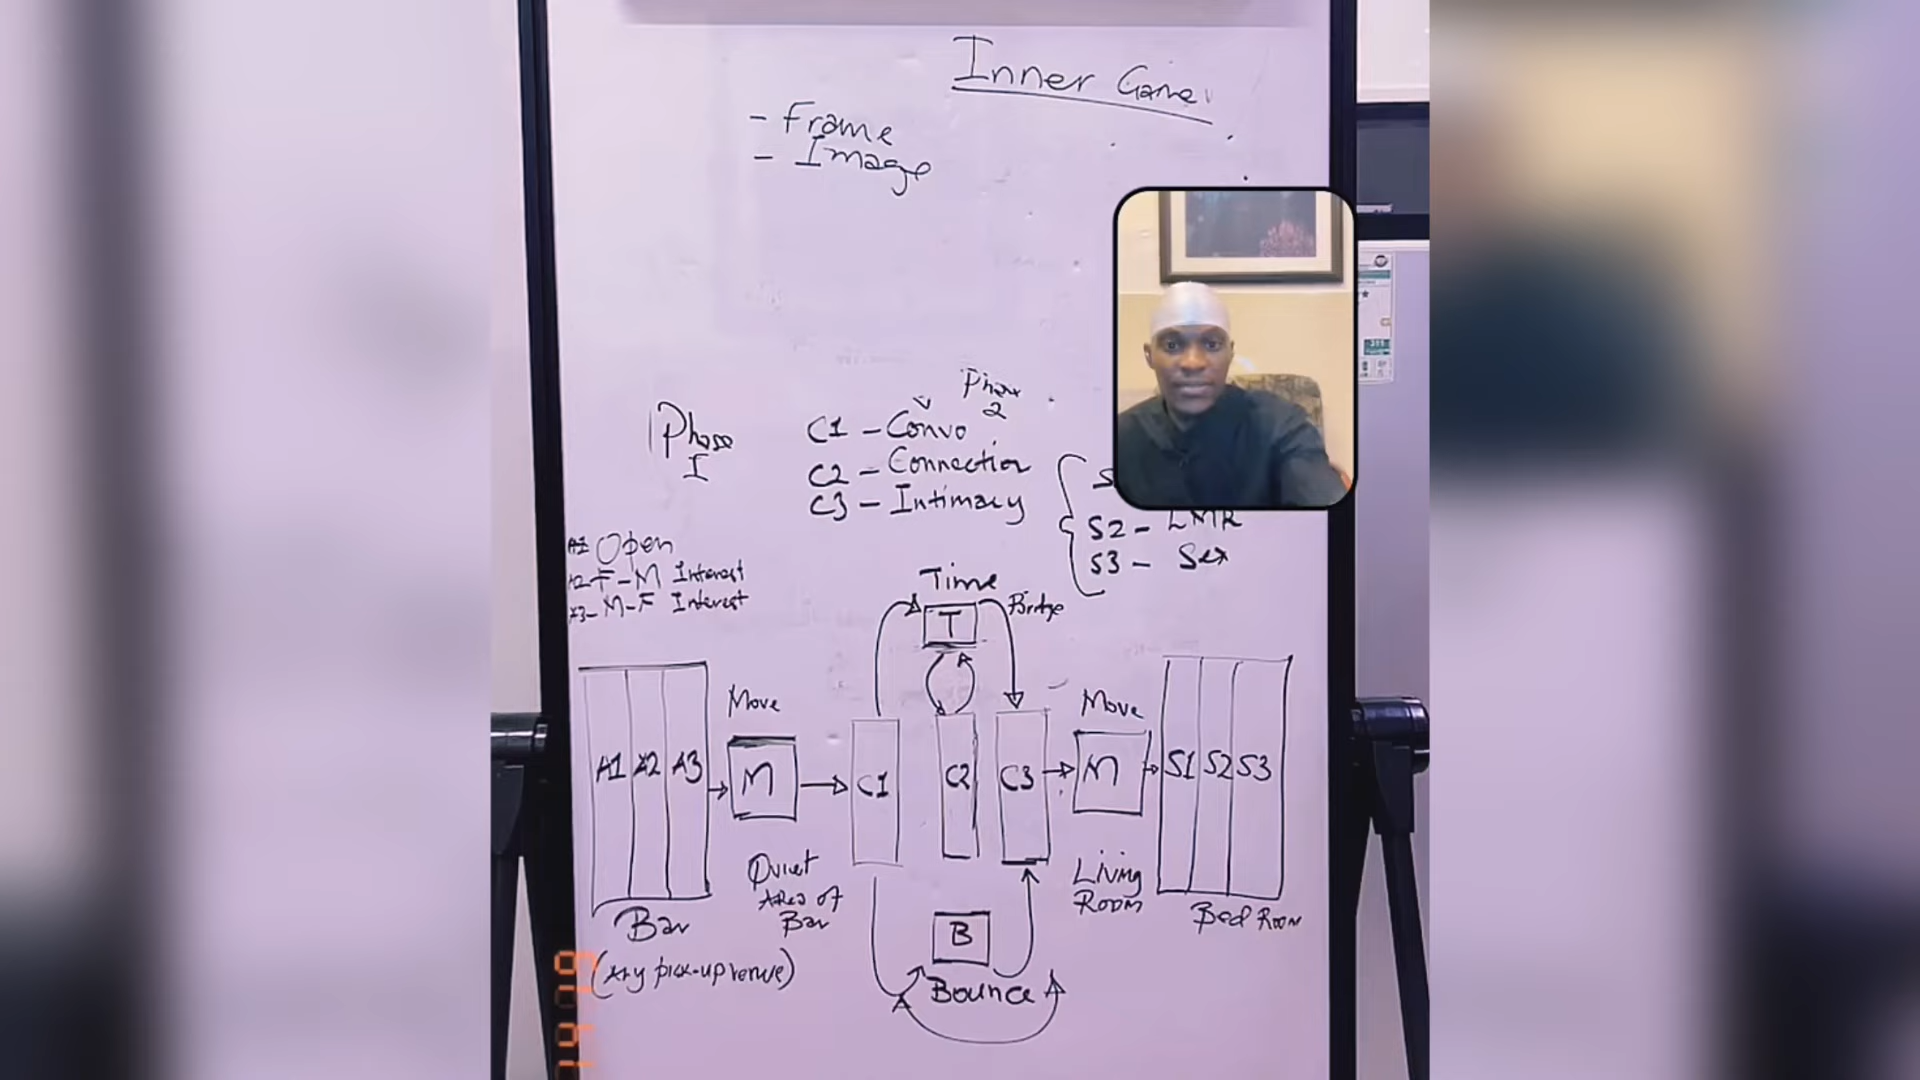 Inner Game
- Frame
- Image
Phase
2
Phase
I
C1 - Convo
C2 - Connection
C3 - Intimacy
S2 - LMR
S3 - Sex
A1 Open
A2-F-M Interest
A3-M-F Interest
Time
T
Bridge
Move
Move
A1 A2 A3
M
C1
C2
C3
M
S1 S2 S3
Quiet
Area of
Bar
Living
Room
Bar
Bed Room
(Any pick-up venue)
B
Bounce